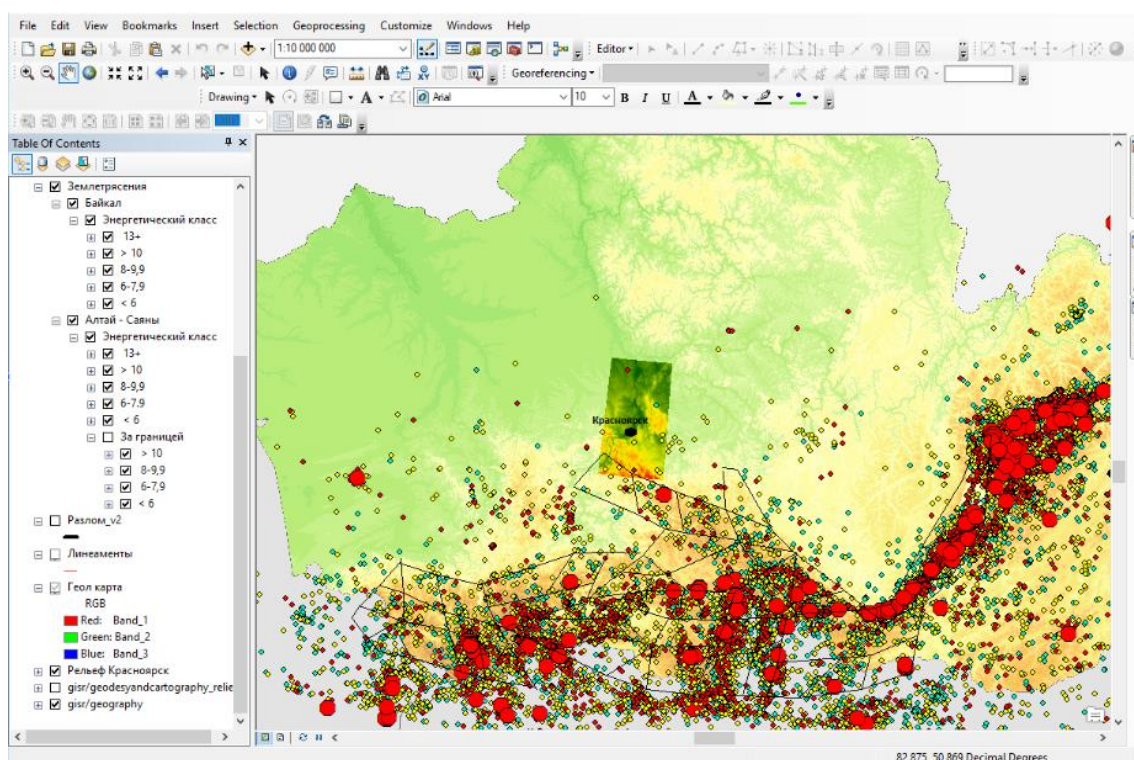 File Edit View Bookmarks Insert Selection Geoprocessing Customize Windows Help
1:10 000 000
Editor
Georeferencing
Drawing A Arial 10 B I U A
Table Of Contents
Землетрясения
Байкал
Энергетический класс
13+
> 10
8-9,9
6-7,9
< 6
Алтай - Саяны
Энергетический класс
13+
> 10
8-9,9
6-7.9
< 6
За границей
> 10
8-9,9
6-7,9
< 6
Разлом_v2
Линеаменты
Геол карта
RGB
Red: Band_1
Green: Band_2
Blue: Band_3
Рельеф Красноярск
gisr/geodesyandcartography_relie
gisr/geography
Красноярск
82,875 50,869 Decimal Degrees